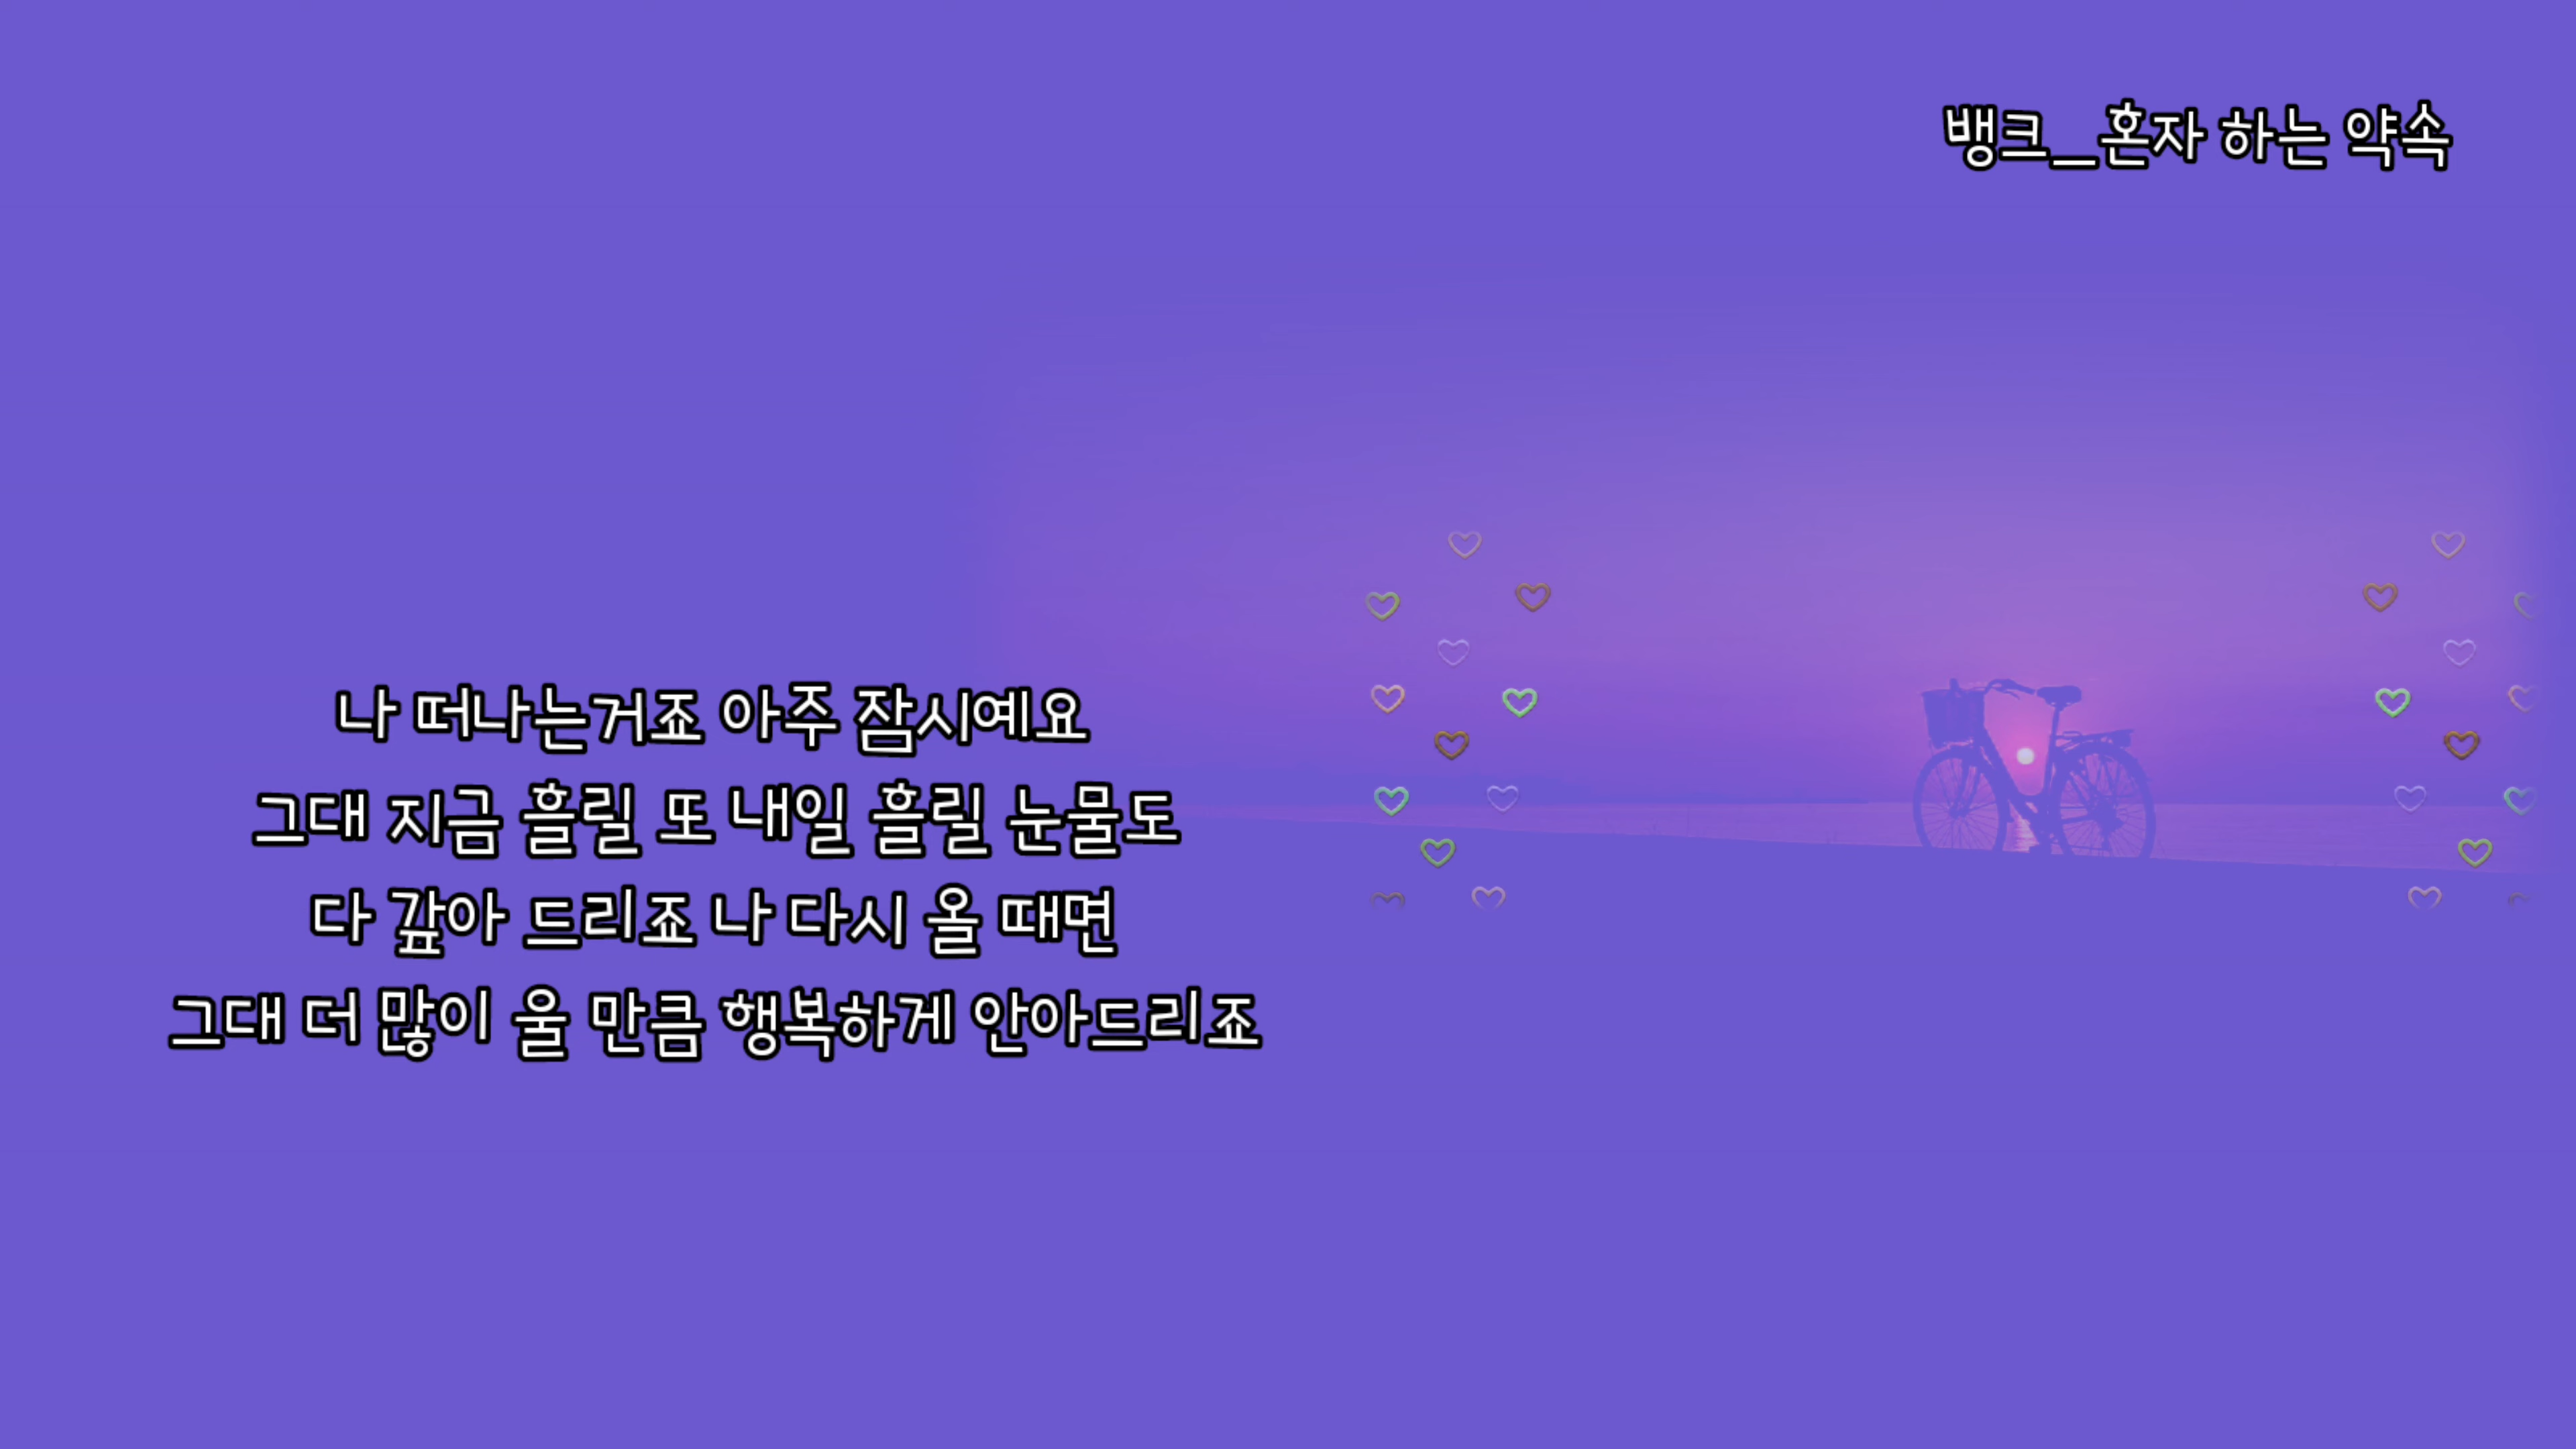 뱅크_혼자 하는 약속
나 떠나는거죠 아주 잠시예요
그대 지금 흘릴 또 내일 흘릴 눈물도
다 갚아 드리죠 나 다시 올 때면
그대 더 많이 울 만큼 행복하게 안아드리죠